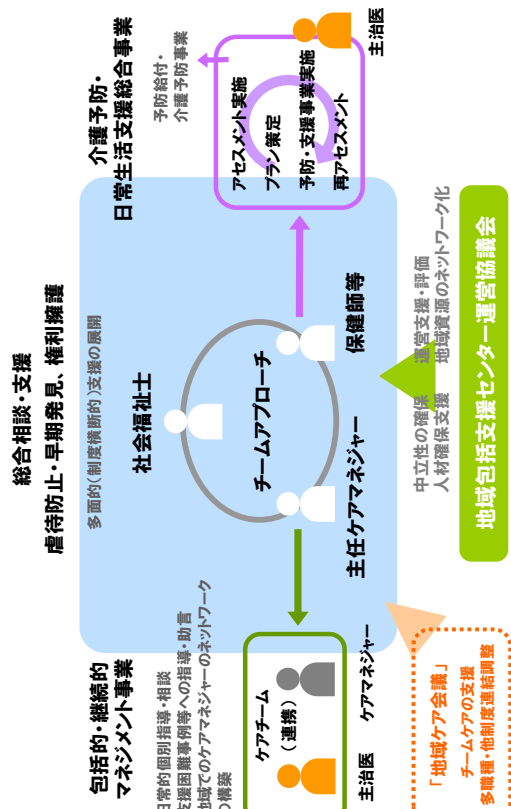 総合相談・支援
虐待防止・早期発見、権利擁護
多面的(制度横断的)支援の展開
社会福祉士
チームアプローチ
主任ケアマネジャー
保健師等
包括的・継続的
マネジメント事業
日常的個別指導・相談
支援困難事例等への指導・助言
地域でのケアマネジャーのネットワーク
の構築
ケアチーム
(連携)
主治医
ケアマネジャー
介護予防・
日常生活支援総合事業
予防給付・
介護予防事業
アセスメント実施
プラン策定
予防・支援事業実施
再アセスメント
主治医
「地域ケア会議」
チームケアの支援
多職種・他制度連結調整
中立性の確保 運営支援・評価
人材確保支援 地域資源のネットワーク化
地域包括支援センター運営協議会